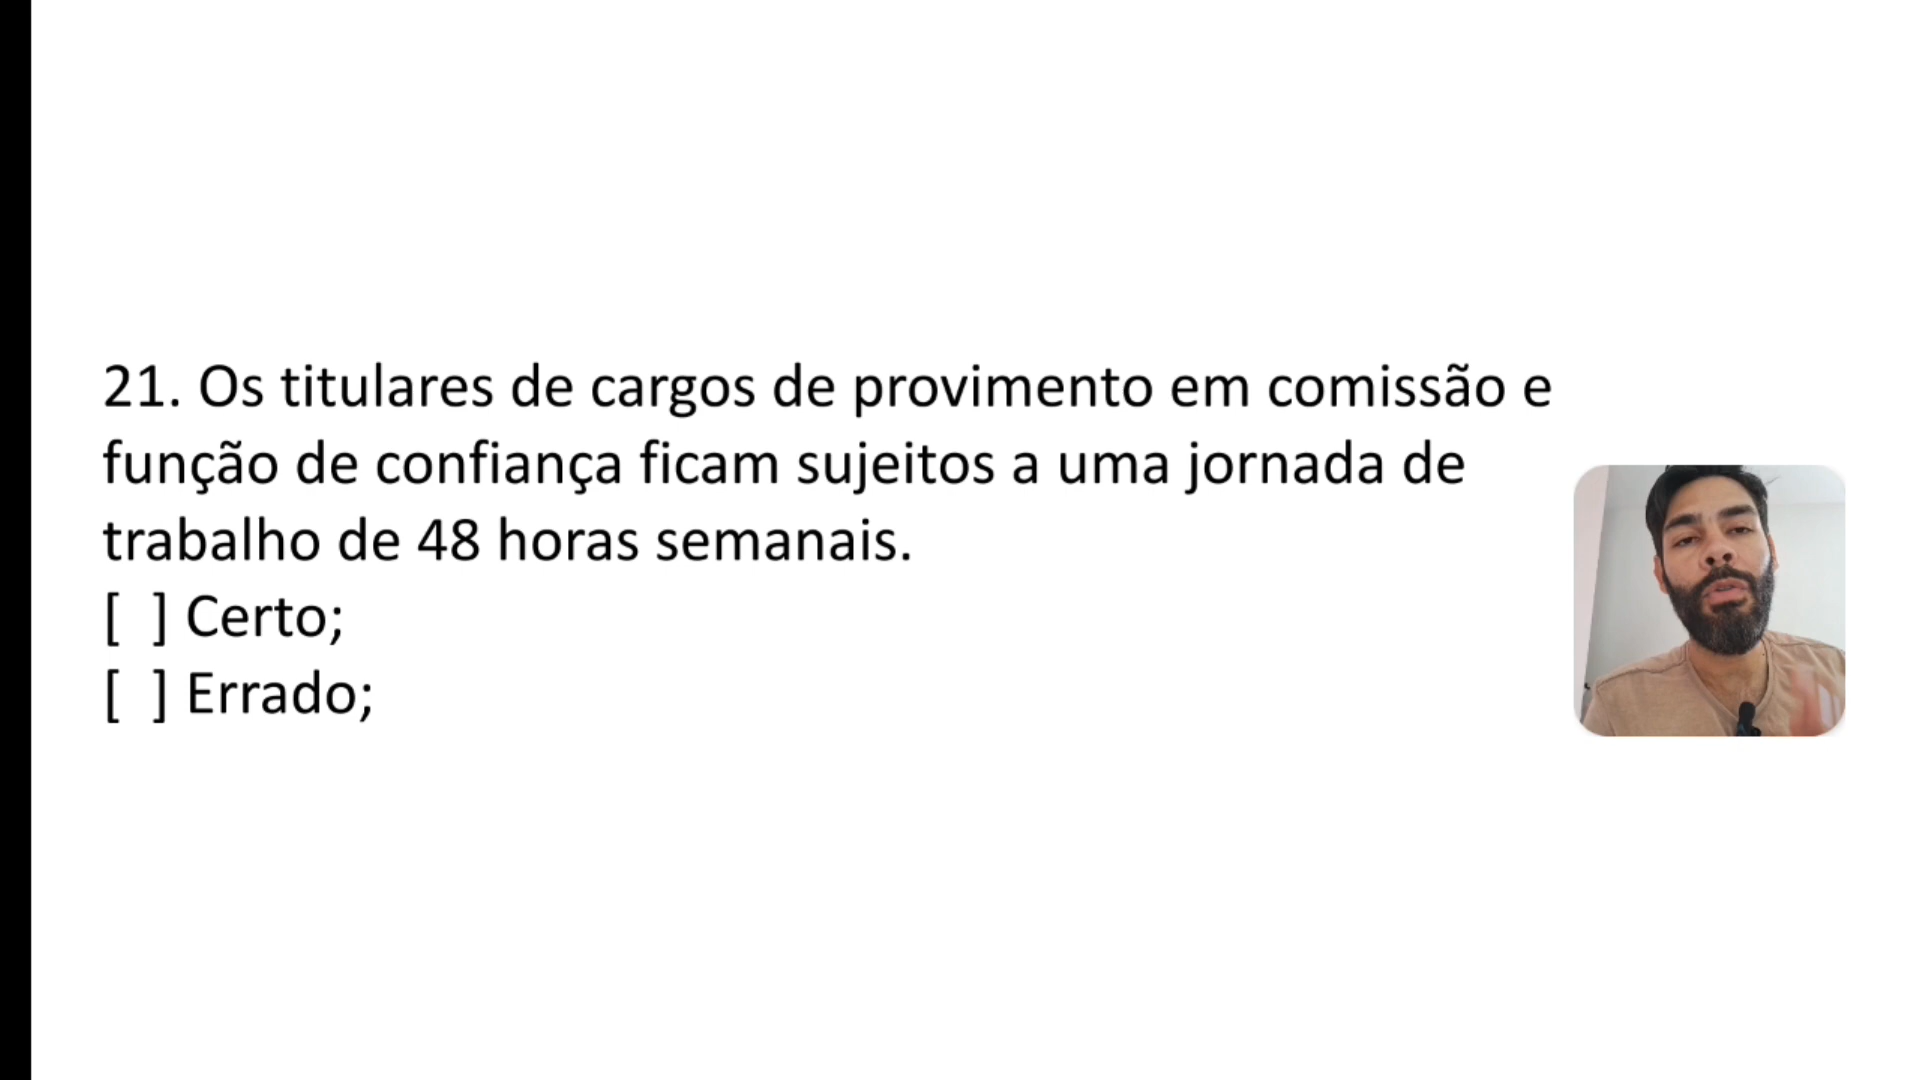 21. Os titulares de cargos de provimento em comissão e
função de confiança ficam sujeitos a uma jornada de
trabalho de 48 horas semanais.
[  ] Certo;
[  ] Errado;